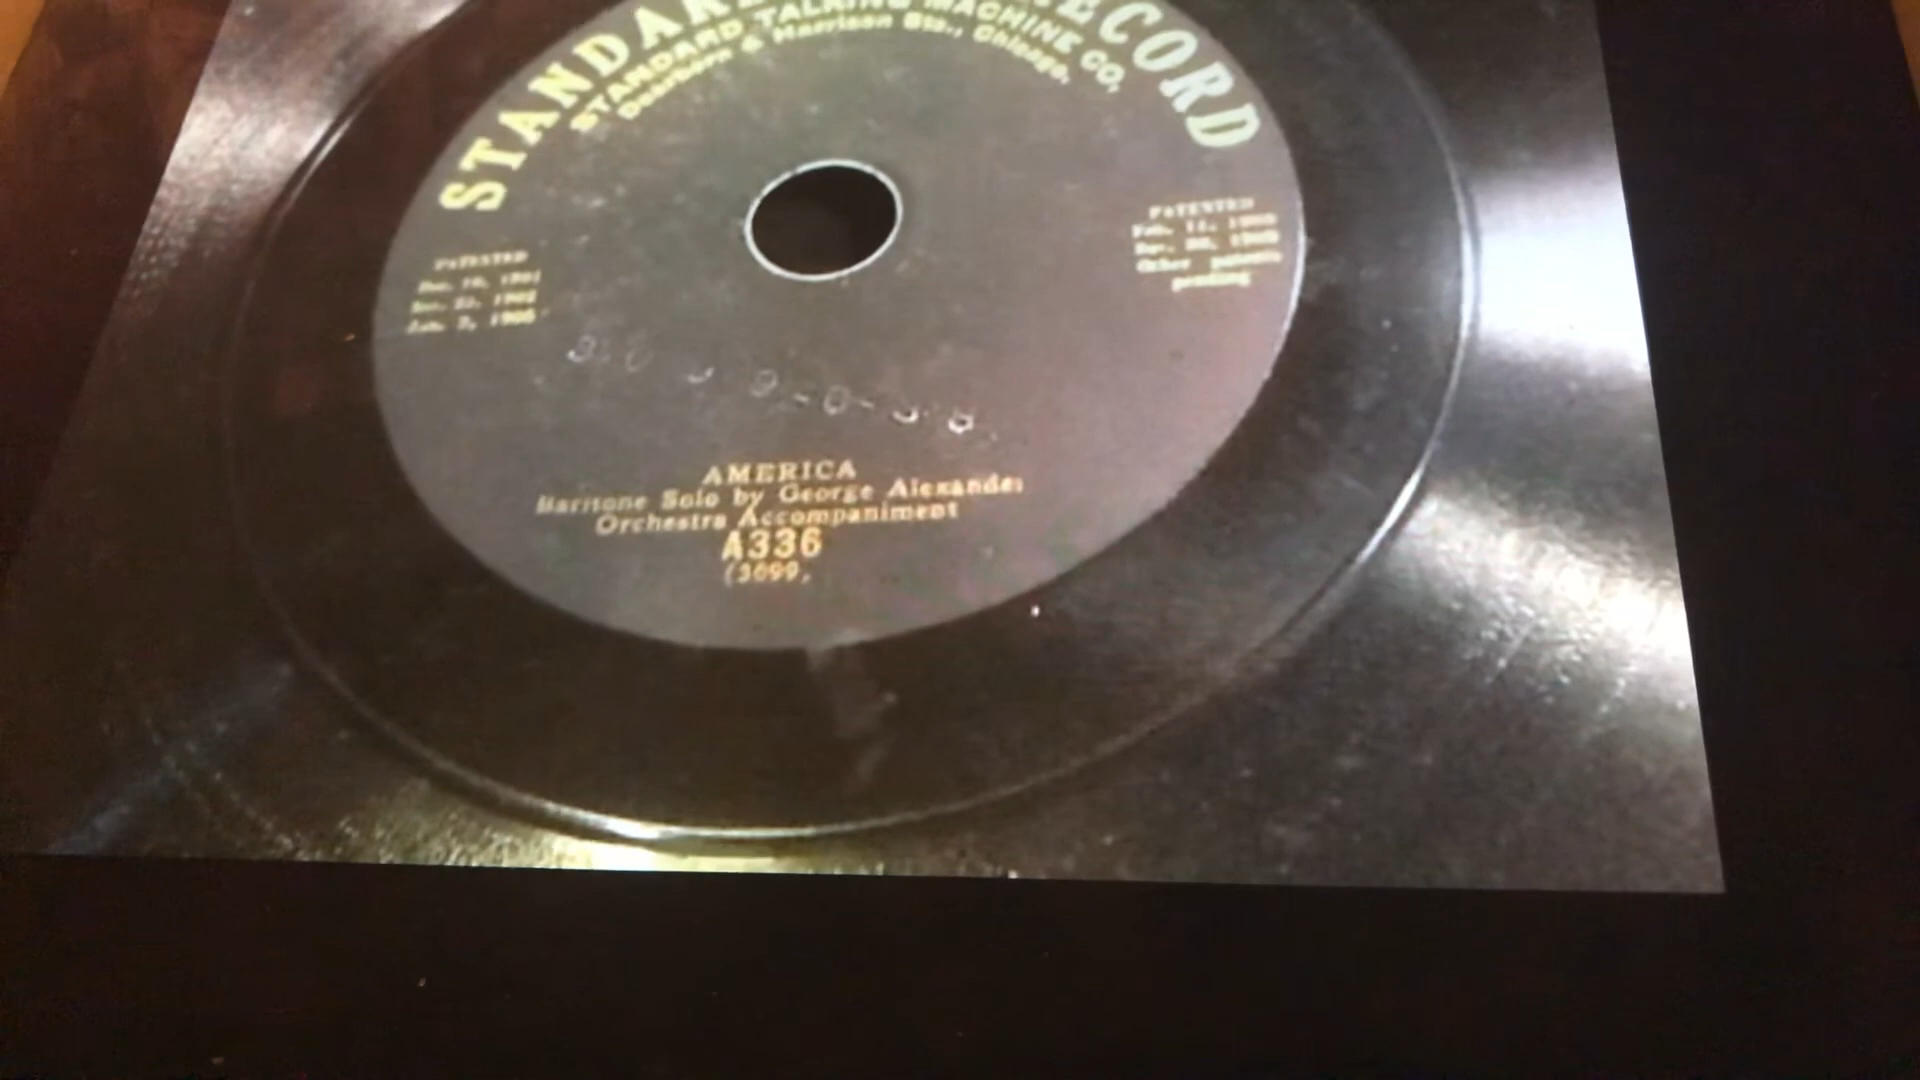 STANDARD RECORD
STANDARD TALKING MACHINE CO.
Dearborn & Harrison Sts., Chicago.
PATENTED
PATENTED
Other patents
pending
AMERICA
Baritone Solo by George Alexander
Orchestra Accompaniment
A336
(3699)